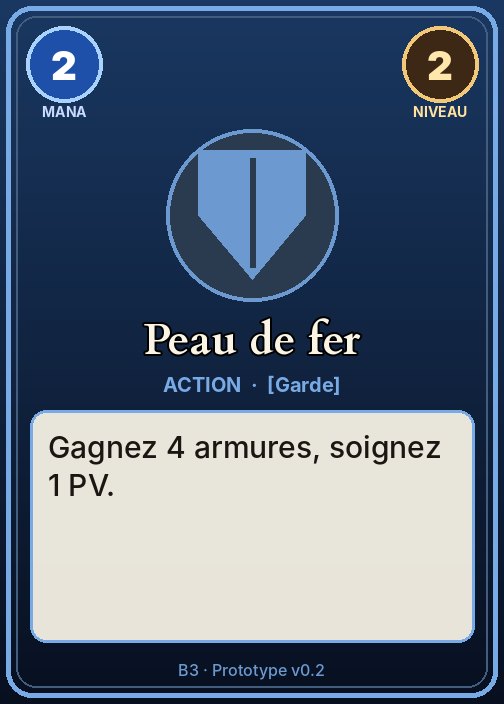 2
MANA
2
NIVEAU
Peau de fer
ACTION · [Garde]
Gagnez 4 armures, soignez
1 PV.
B3 · Prototype v0.2